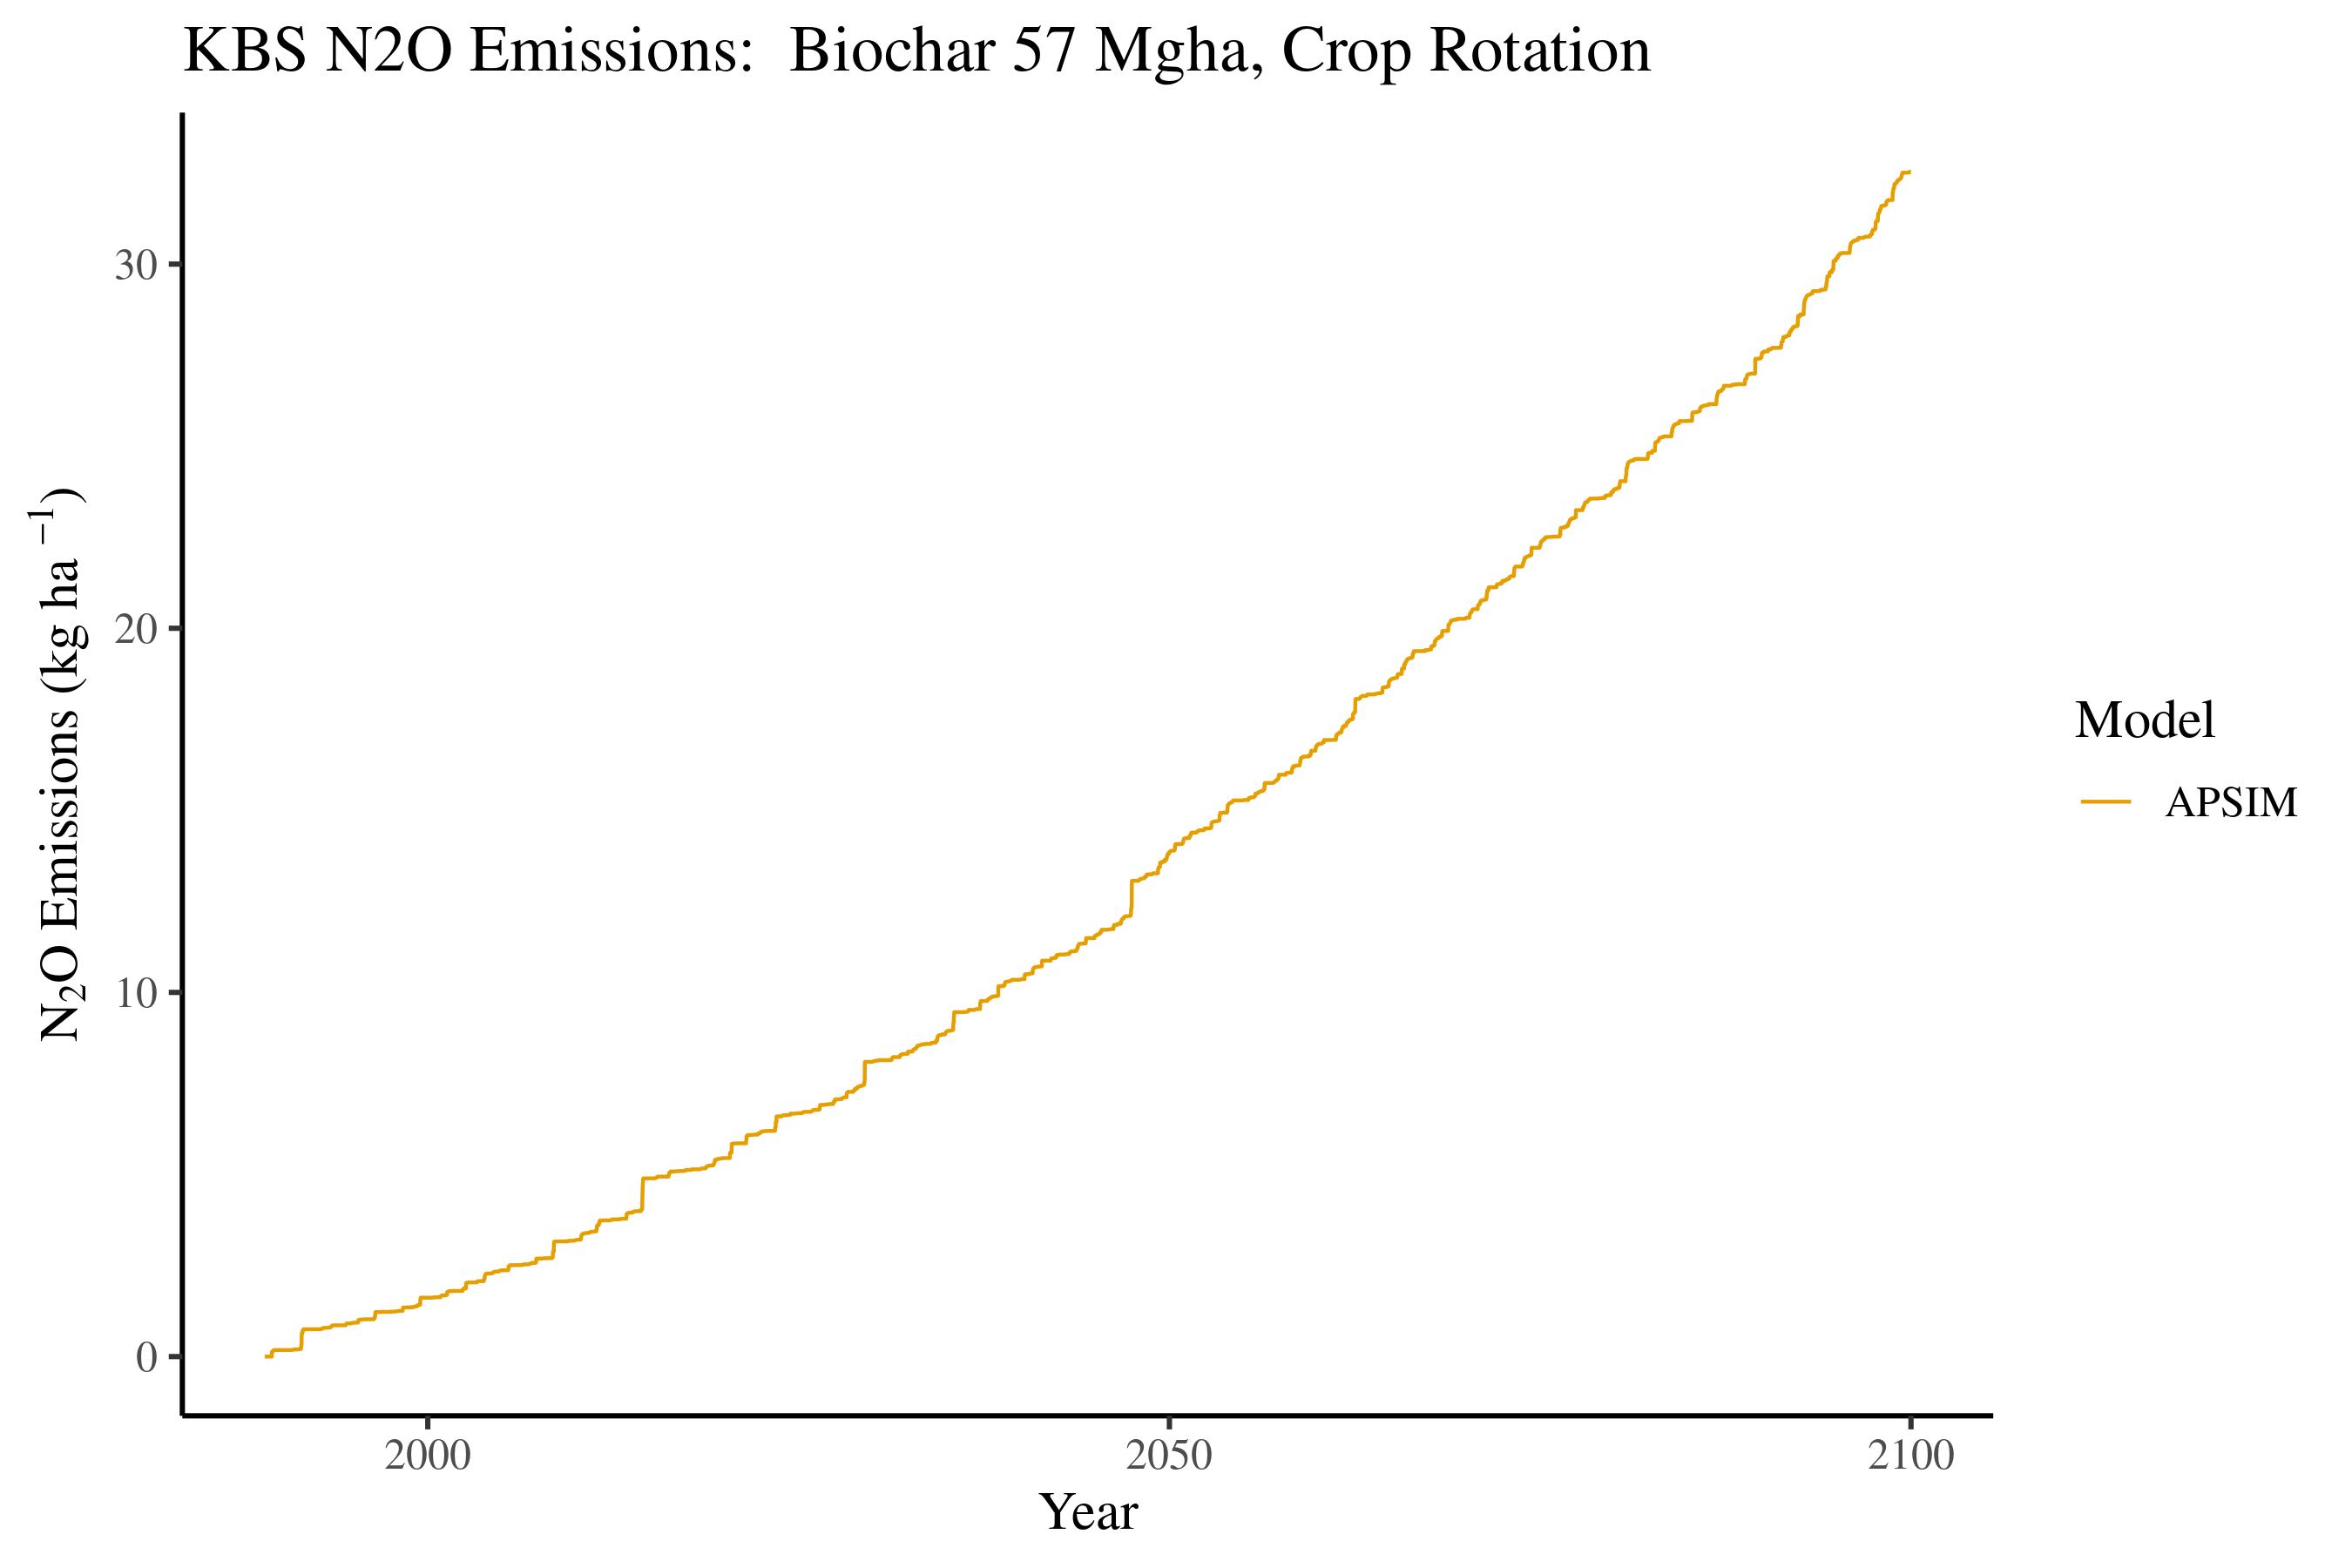 KBS N2O Emissions:  Biochar 57 Mgha, Crop Rotation
N₂O Emissions (kg ha ⁻¹)
30
20
10
0
2000
2050
2100
Year
Model
APSIM